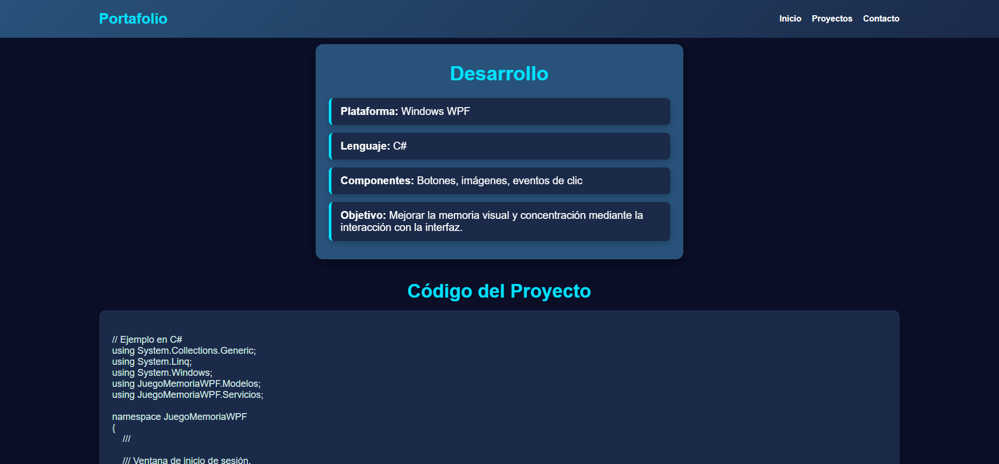 Portafolio
Inicio Proyectos Contacto
Desarrollo
Plataforma: Windows WPF
Lenguaje: C#
Componentes: Botones, imágenes, eventos de clic
Objetivo: Mejorar la memoria visual y concentración mediante la
interacción con la interfaz.
Código del Proyecto
// Ejemplo en C#
using System.Collections.Generic;
using System.Linq;
using System.Windows;
using JuegoMemoriaWPF.Modelos;
using JuegoMemoriaWPF.Servicios;
namespace JuegoMemoriaWPF
{
///
/// Ventana de inicio de sesión.